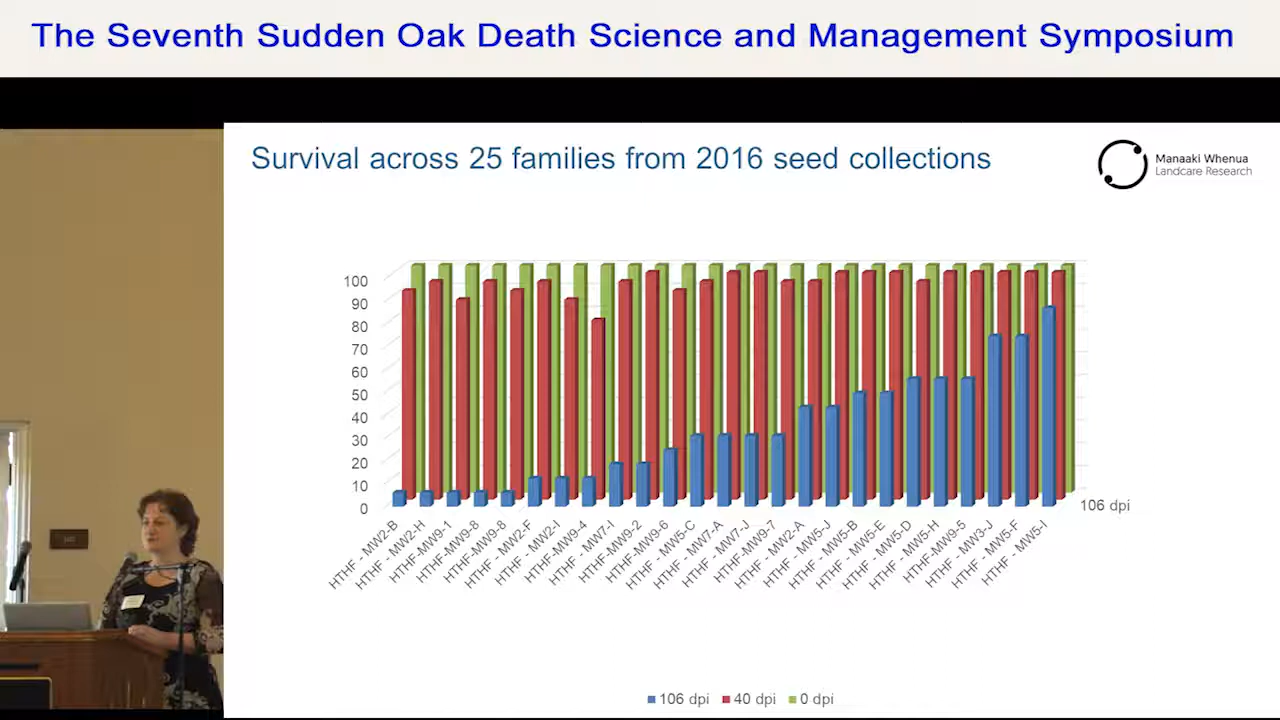 The Seventh Sudden Oak Death Science and Management Symposium
Survival across 25 families from 2016 seed collections
Manaaki Whenua
Landcare Research
100
90
80
70
60
50
40
30
20
10
0
106 dpi
HTHF - MW2-B
HTHF - MW2-H
HTHF-MW9-1
HTHF-MW9-8
HTHF-MW9-8
HTHF - MW2-F
HTHF - MW2-I
HTHF-MW9-4
HTHF - MW7-I
HTHF - MW9-2
HTHF-MW9-6
HTHF - MW5-C
HTHF - MW7-A
HTHF - MW7-J
HTHF-MW9-7
HTHF - MW2-A
HTHF - MW5-J
HTHF - MW5-G
HTHF - MW5-E
HTHF - MW5-D
HTHF - MW5-H
HTHF-MW9-5
HTHF - MW3-J
HTHF - MW5-F
HTHF - MW5-I
106 dpi 40 dpi 0 dpi